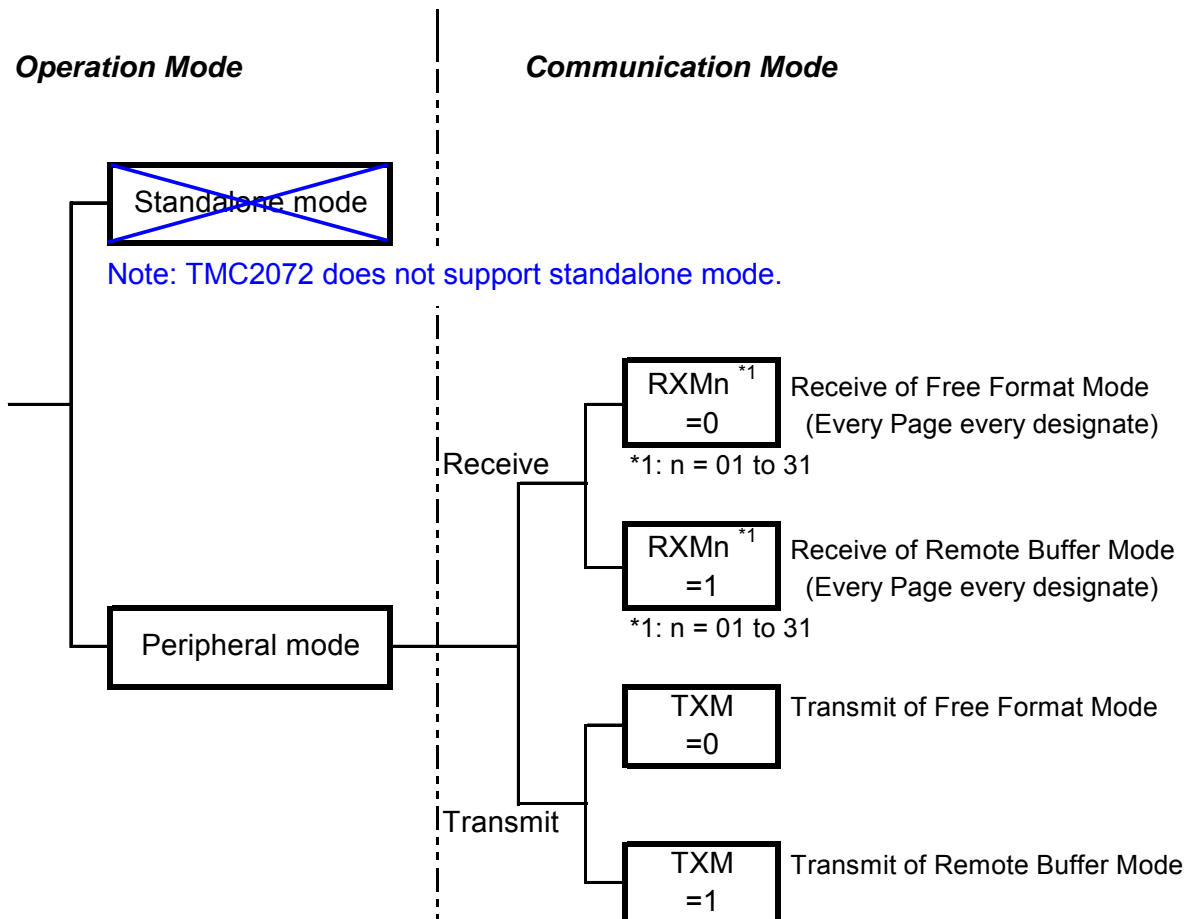 Operation Mode
Communication Mode
Standalone mode
Note: TMC2072 does not support standalone mode.
RXMn *1
=0
Receive of Free Format Mode
(Every Page every designate)
*1: n = 01 to 31
Receive
RXMn *1
=1
Receive of Remote Buffer Mode
(Every Page every designate)
*1: n = 01 to 31
Peripheral mode
TXM
=0
Transmit of Free Format Mode
Transmit
TXM
=1
Transmit of Remote Buffer Mode